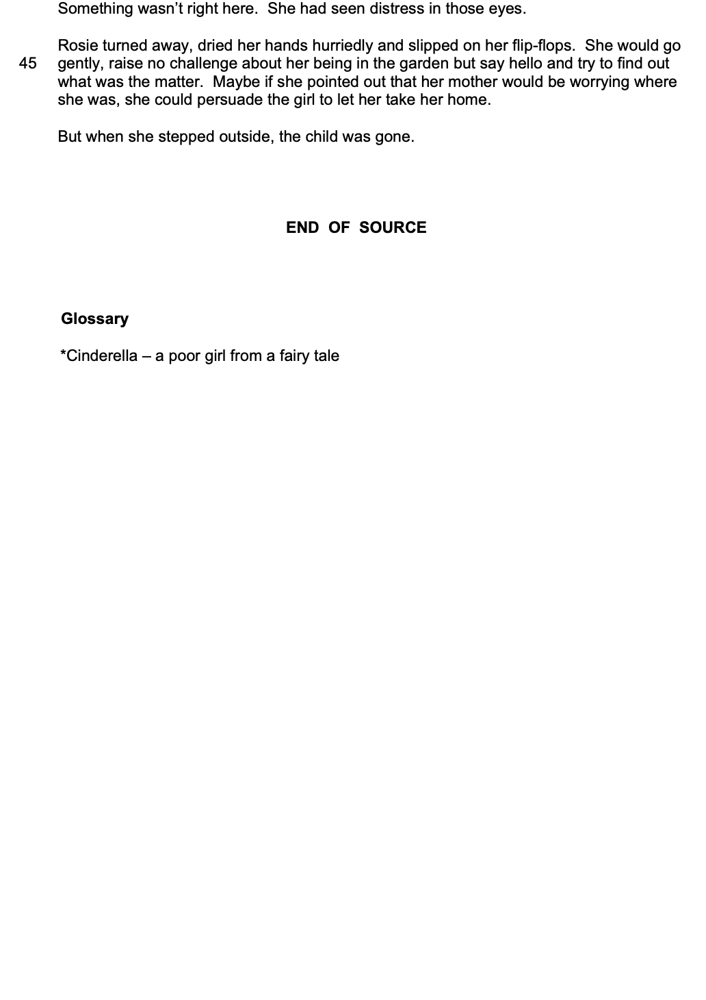 Something wasn’t right here.  She had seen distress in those eyes.
Rosie turned away, dried her hands hurriedly and slipped on her flip-flops.  She would go
45 gently, raise no challenge about her being in the garden but say hello and try to find out
what was the matter.  Maybe if she pointed out that her mother would be worrying where
she was, she could persuade the girl to let her take her home.
But when she stepped outside, the child was gone.
END OF SOURCE
Glossary
*Cinderella – a poor girl from a fairy tale